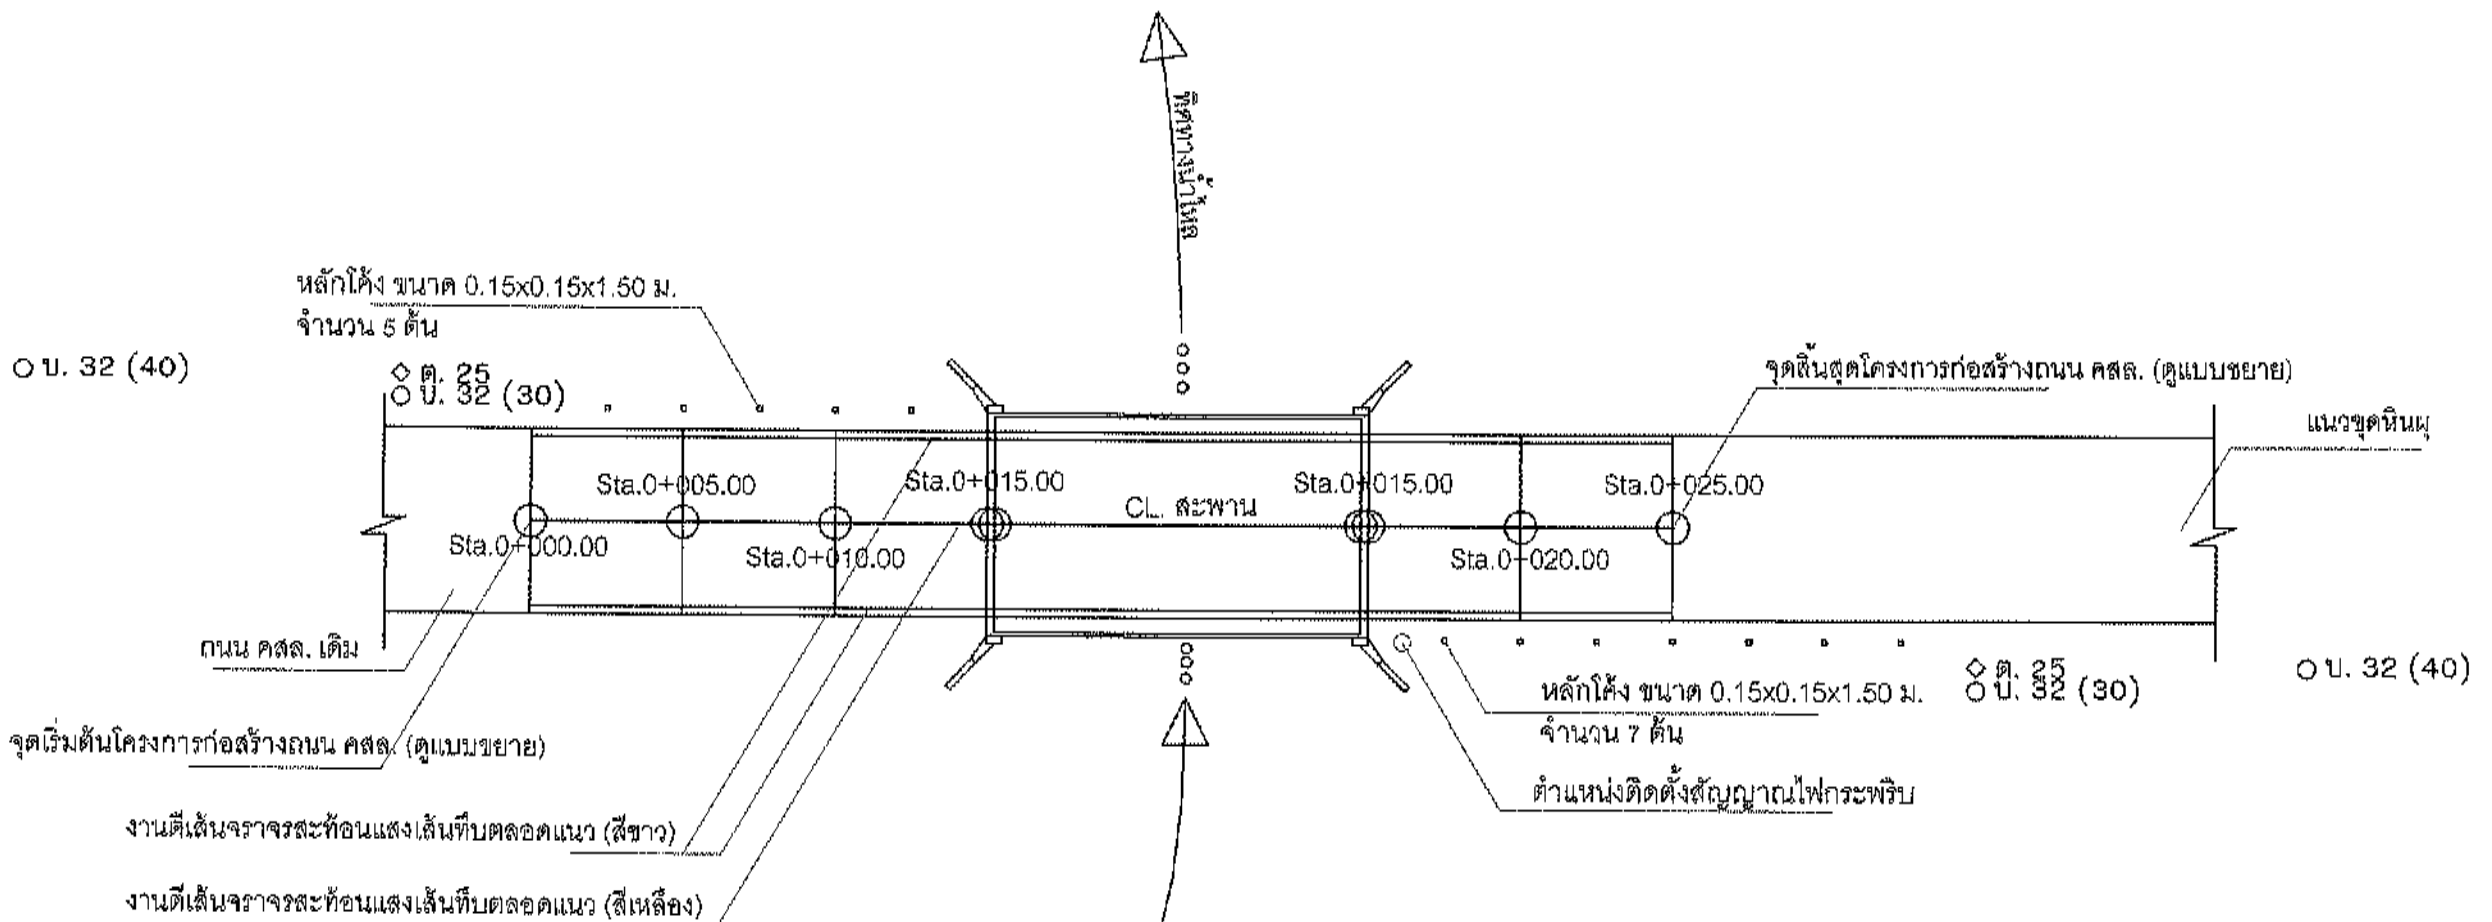 ทิศทางน้ำไหล
หลักโค้ง ขนาด 0.15x0.15x1.50 ม.
จำนวน 5 ต้น
บ. 32 (40)
ต. 25
บ. 32 (30)
จุดสิ้นสุดโครงการก่อสร้างถนน คสล. (ดูแบบขยาย)
แนวขุดหินผุ
Sta.0+005.00
Sta.0+015.00
Sta.0+015.00
Sta.0+025.00
CL. สะพาน
Sta.0+000.00
Sta.0+010.00
Sta.0+020.00
ถนน คสล. เดิม
ต. 25
บ. 32 (30)
บ. 32 (40)
หลักโค้ง ขนาด 0.15x0.15x1.50 ม.
จำนวน 7 ต้น
จุดเริ่มต้นโครงการก่อสร้างถนน คสล. (ดูแบบขยาย)
ตำแหน่งติดตั้งสัญญาณไฟกระพริบ
งานตีเส้นจราจรสะท้อนแสงเส้นทึบตลอดแนว (สีขาว)
งานตีเส้นจราจรสะท้อนแสงเส้นทึบตลอดแนว (สีเหลือง)